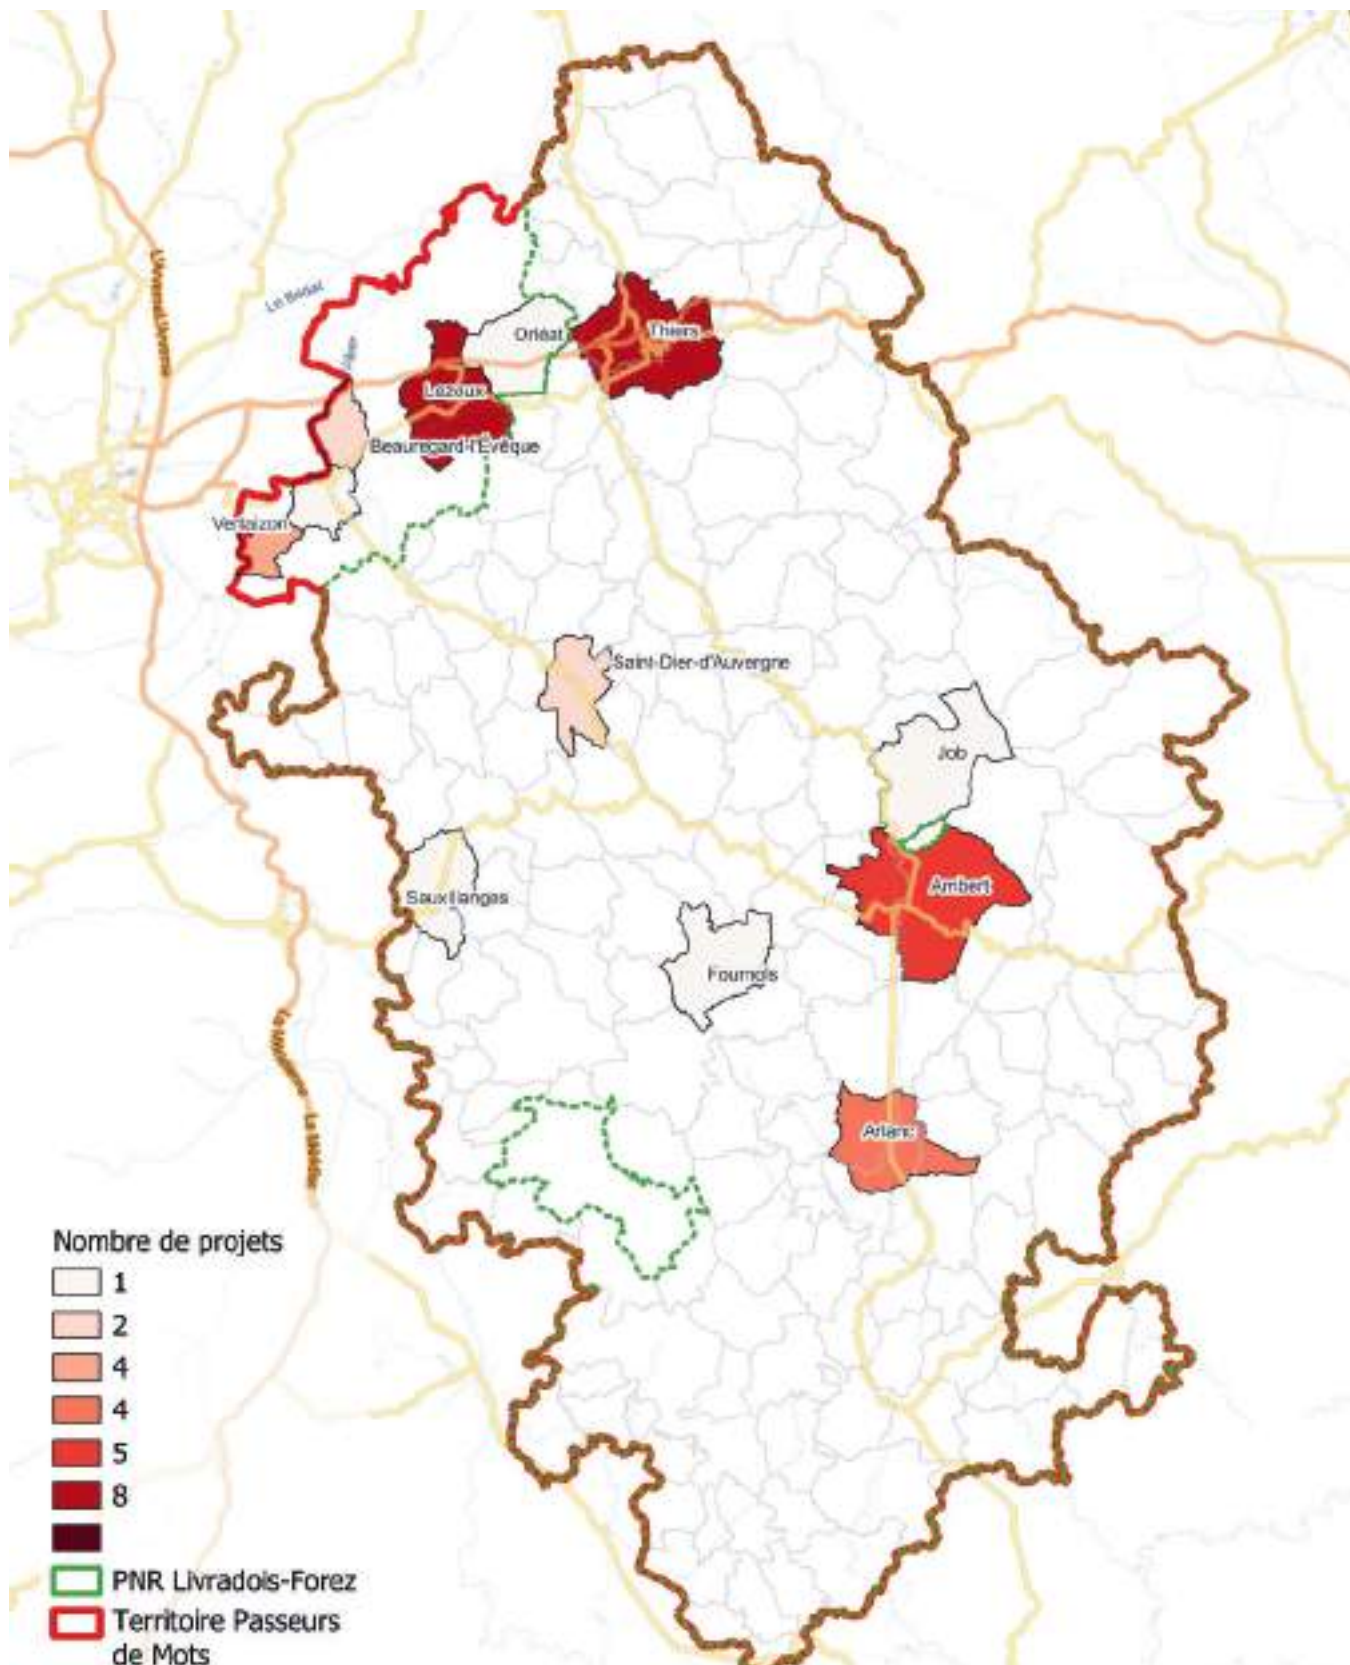 Le Bédat
Orléat
Thiers
Lezoux
Beauregard-l'Évêque
Vertaizon
Saint-Dier-d'Auvergne
Job
Ambert
Sauxillanges
Fournols
Arlanc
Nombre de projets
1
2
4
4
5
8
PNR Livradois-Forez
Territoire Passeurs
de Mots